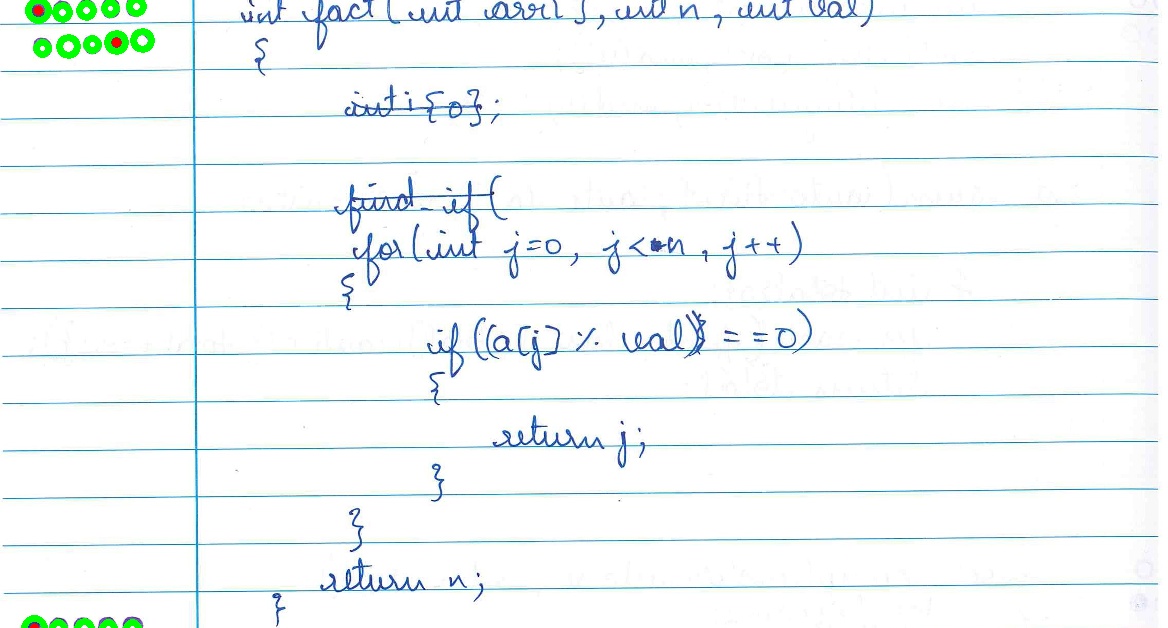 int fact(int arr[], int n, int val)
{
int i{0};
find_if(
for(int j=0, j<n, j++)
{
if((a[j] % val) ===0)
{
return j;
}
}
return n;
}